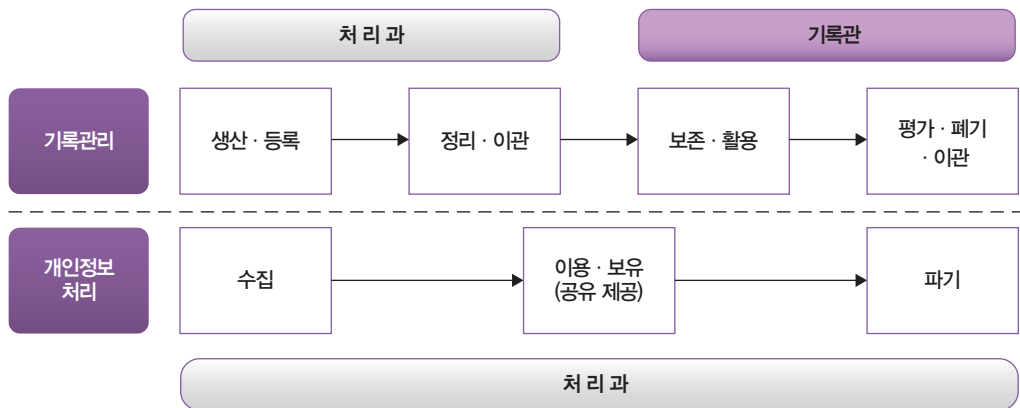 처 리 과
기록관
기록관리
생산 · 등록
정리 · 이관
보존 · 활용
평가 · 폐기
· 이관
개인정보
처리
수집
이용 · 보유
(공유 제공)
파기
처 리 과